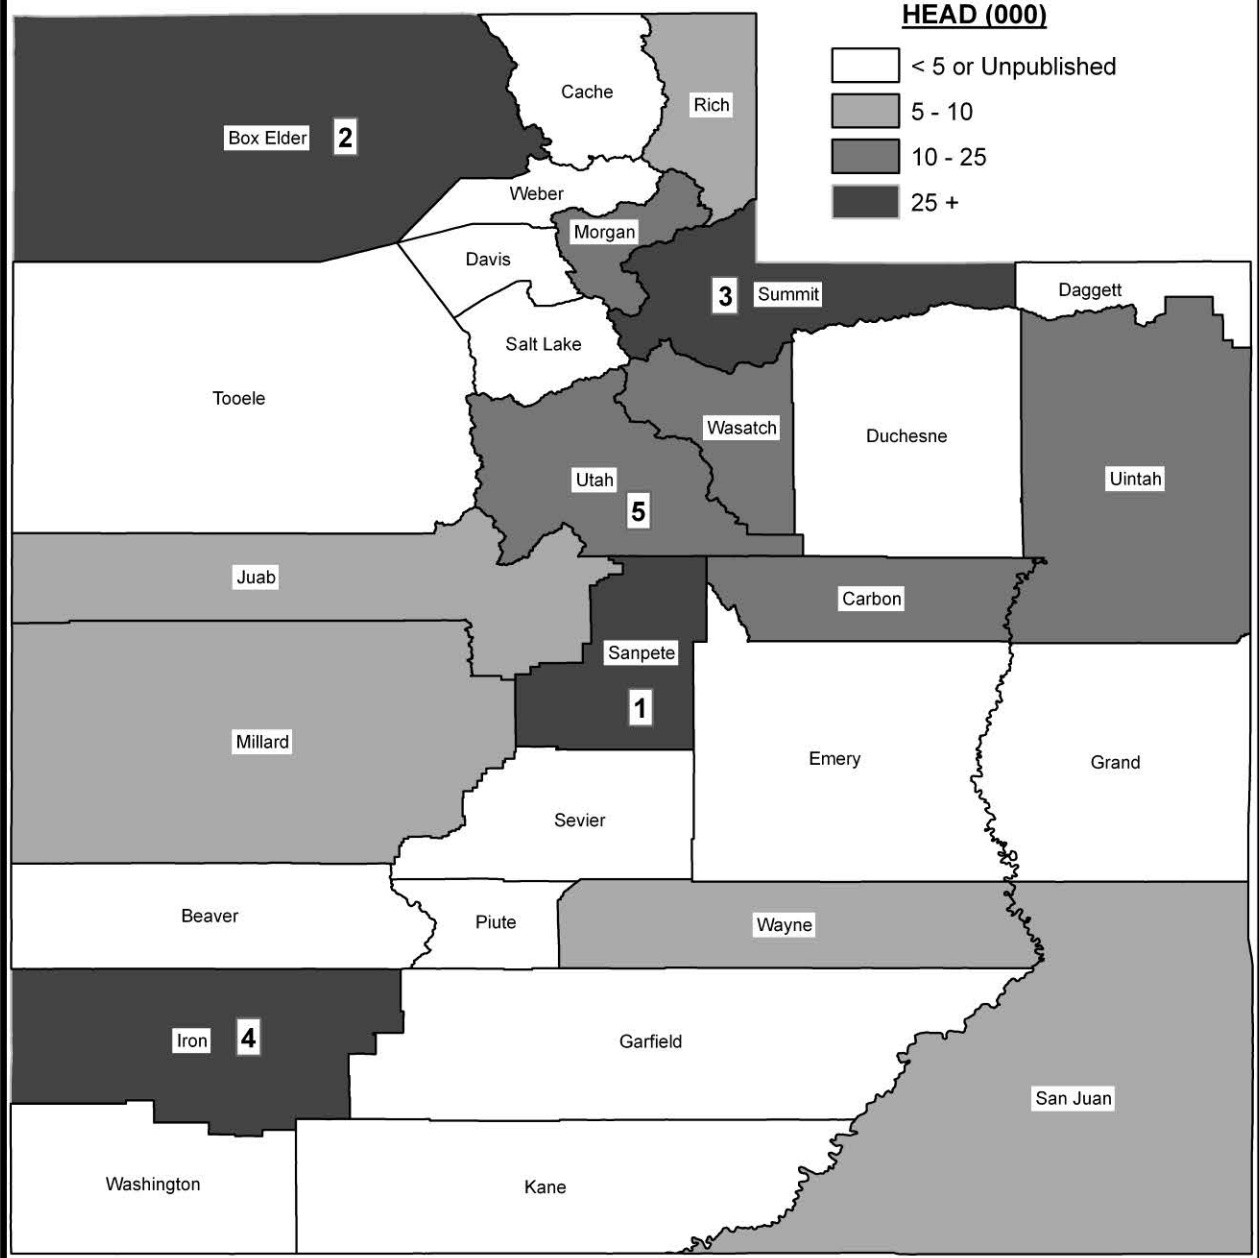 HEAD (000)
< 5 or Unpublished
5 - 10
10 - 25
25 +
Cache
Rich
Box Elder 2
Weber
Morgan
Davis
3 Summit
Daggett
Salt Lake
Tooele
Wasatch
Duchesne
Utah
5
Uintah
Juab
Carbon
Sanpete
1
Millard
Emery
Grand
Sevier
Beaver
Piute
Wayne
Iron 4
Garfield
San Juan
Washington
Kane